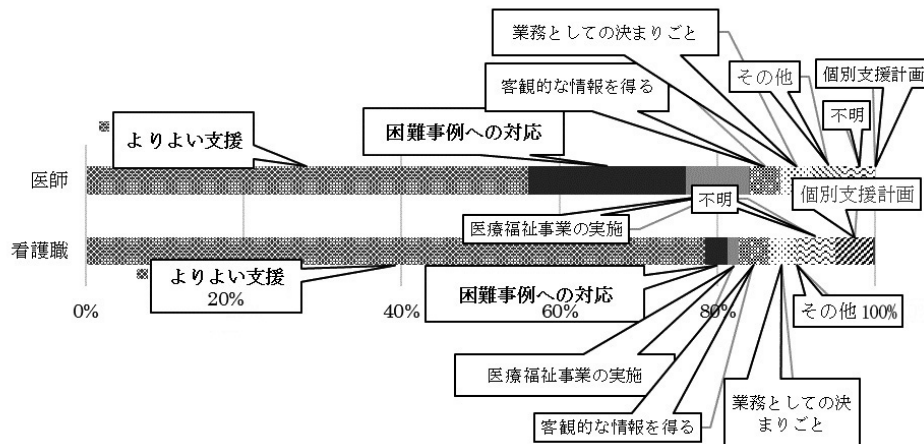 業務としての決まりごと
その他
個別支援計画
客観的な情報を得る
不明
よりよい支援
困難事例への対応
医師
不明
個別支援計画
医療福祉事業の実施
看護職
よりよい支援
困難事例への対応
0%
20%
40%
60%
80%
その他 100%
医療福祉事業の実施
客観的な情報を得る
業務としての決
まりごと